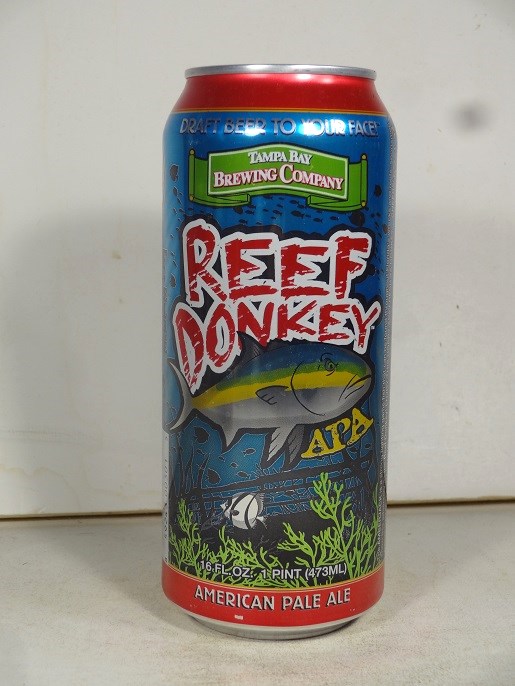 DRAFT BEER TO YOUR FACE!
TAMPA BAY
BREWING COMPANY
REEF
DONKEY
APA
16 FL.OZ. 1 PINT (473ML)
AMERICAN PALE ALE